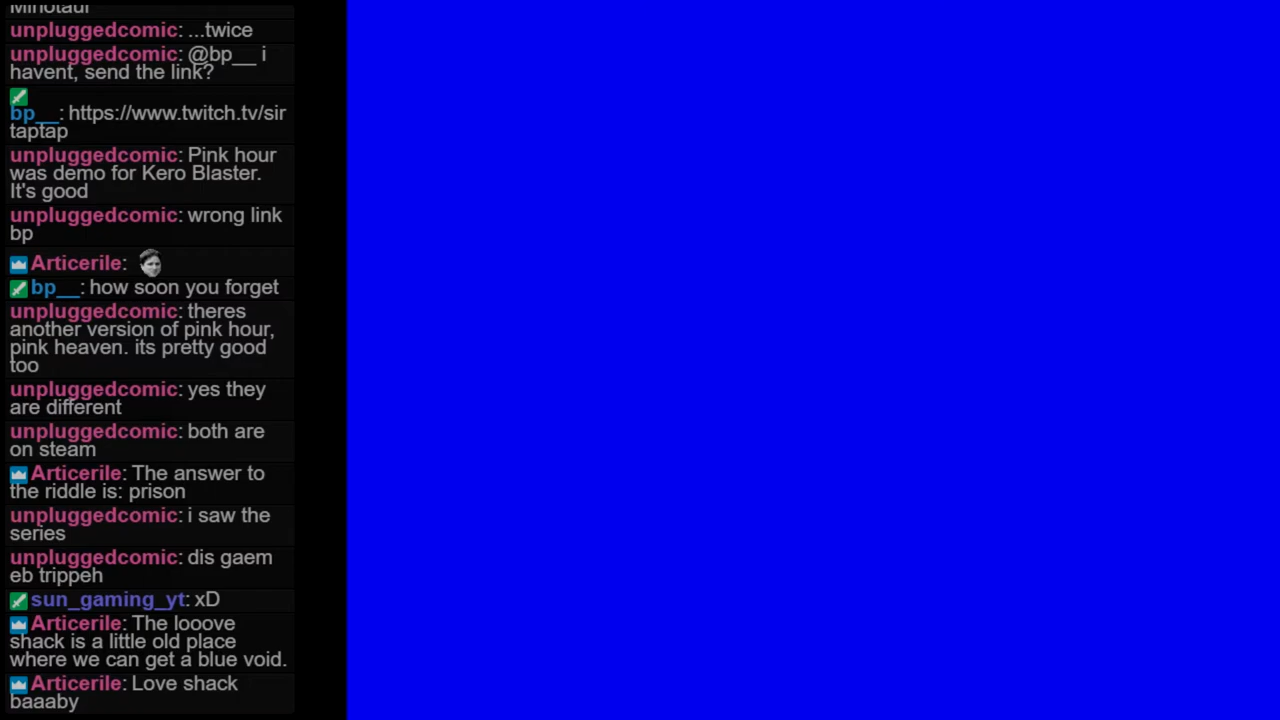 Minotaur
unpluggedcomic: ...twice
unpluggedcomic: @bp__ i
havent, send the link?
bp__: https://www.twitch.tv/sir
taptap
unpluggedcomic: Pink hour
was demo for Kero Blaster.
It's good
unpluggedcomic: wrong link
bp
Articerile:
bp__: how soon you forget
unpluggedcomic: theres
another version of pink hour,
pink heaven. its pretty good
too
unpluggedcomic: yes they
are different
unpluggedcomic: both are
on steam
Articerile: The answer to
the riddle is: prison
unpluggedcomic: i saw the
series
unpluggedcomic: dis gaem
eb trippeh
sun_gaming_yt: xD
Articerile: The looove
shack is a little old place
where we can get a blue void.
Articerile: Love shack
baaaby